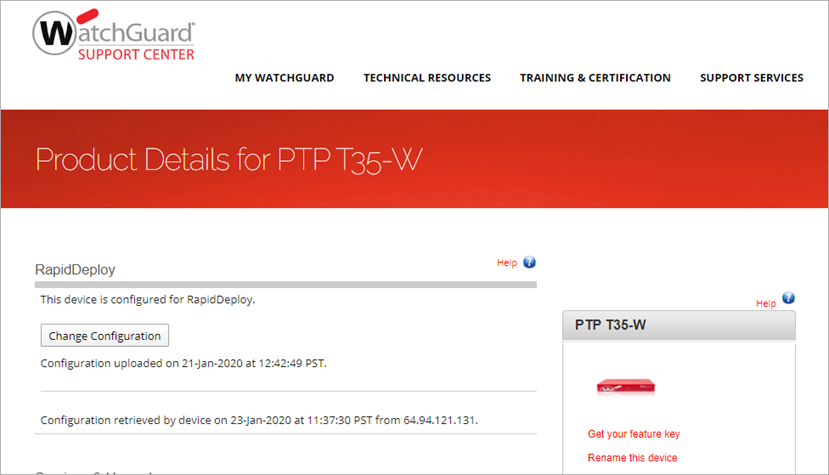 WatchGuard®
SUPPORT CENTER
MY WATCHGUARD TECHNICAL RESOURCES TRAINING & CERTIFICATION SUPPORT SERVICES
Product Details for PTP T35-W
RapidDeploy
Help ?
This device is configured for RapidDeploy.
Change Configuration
Configuration uploaded on 21-Jan-2020 at 12:42:49 PST.
Configuration retrieved by device on 23-Jan-2020 at 11:37:30 PST from 64.94.121.131.
Help ?
PTP T35-W
Get your feature key
Rename this device